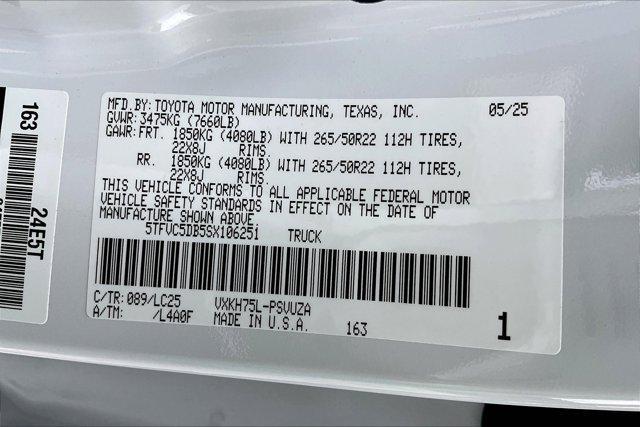 MFD.BY: TOYOTA MOTOR MANUFACTURING, TEXAS, INC. 05/25
GVWR: 3475KG (7660LB)
GAWR: FRT. 1850KG (4080LB) WITH 265/50R22 112H TIRES,
22X8J RIMS.
RR. 1850KG (4080LB) WITH 265/50R22 112H TIRES,
22X8J RIMS.
THIS VEHICLE CONFORMS TO ALL APPLICABLE FEDERAL MOTOR
VEHICLE SAFETY STANDARDS IN EFFECT ON THE DATE OF
MANUFACTURE SHOWN ABOVE
5TFVC5DB5SX106251 TRUCK
C/TR: 089/LC25 VXKH75L-PSVUZA
A/TM: /L4A0F MADE IN U.S.A. 163
1
163
24E5T